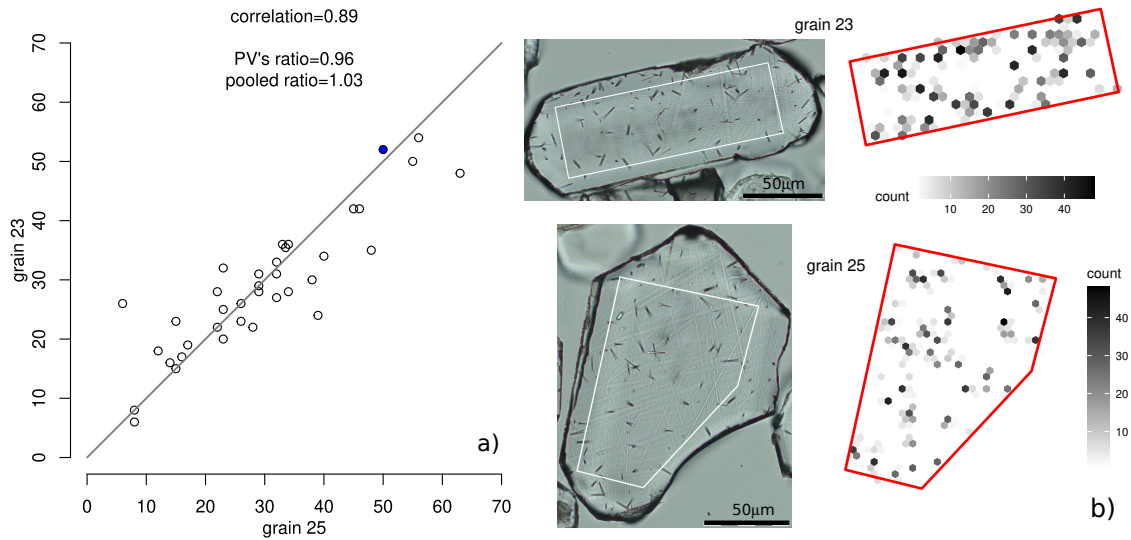 correlation=0.89
PV's ratio=0.96
pooled ratio=1.03
70
60
50
40
30
20
10
0
grain 23
0 10 20 30 40 50 60 70
grain 25
a)
grain 23
50μm
count
10 20 30 40
grain 25
50μm
count
40
30
20
10
b)